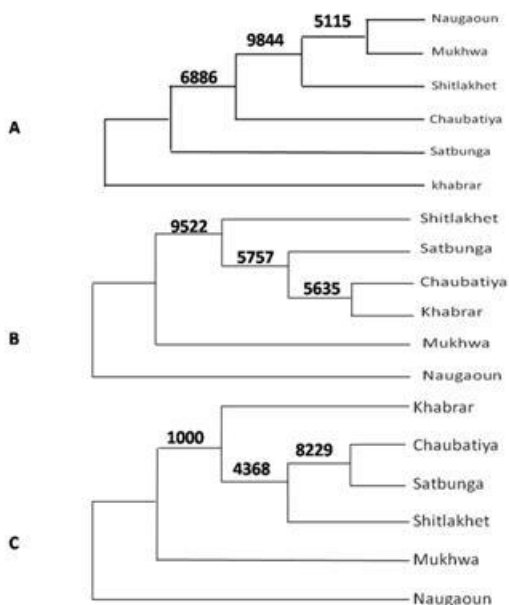 5115
Naugaoun
9844
Mukhwa
6886
Shitlakhet
A
Chaubatiya
Satbunga
khabrar
Shitlakhet
9522
Satbunga
5757
Chaubatiya
5635
Khabrar
B
Mukhwa
Naugaoun
Khabrar
1000
Chaubatiya
8229
4368
Satbunga
Shitlakhet
C
Mukhwa
Naugaoun